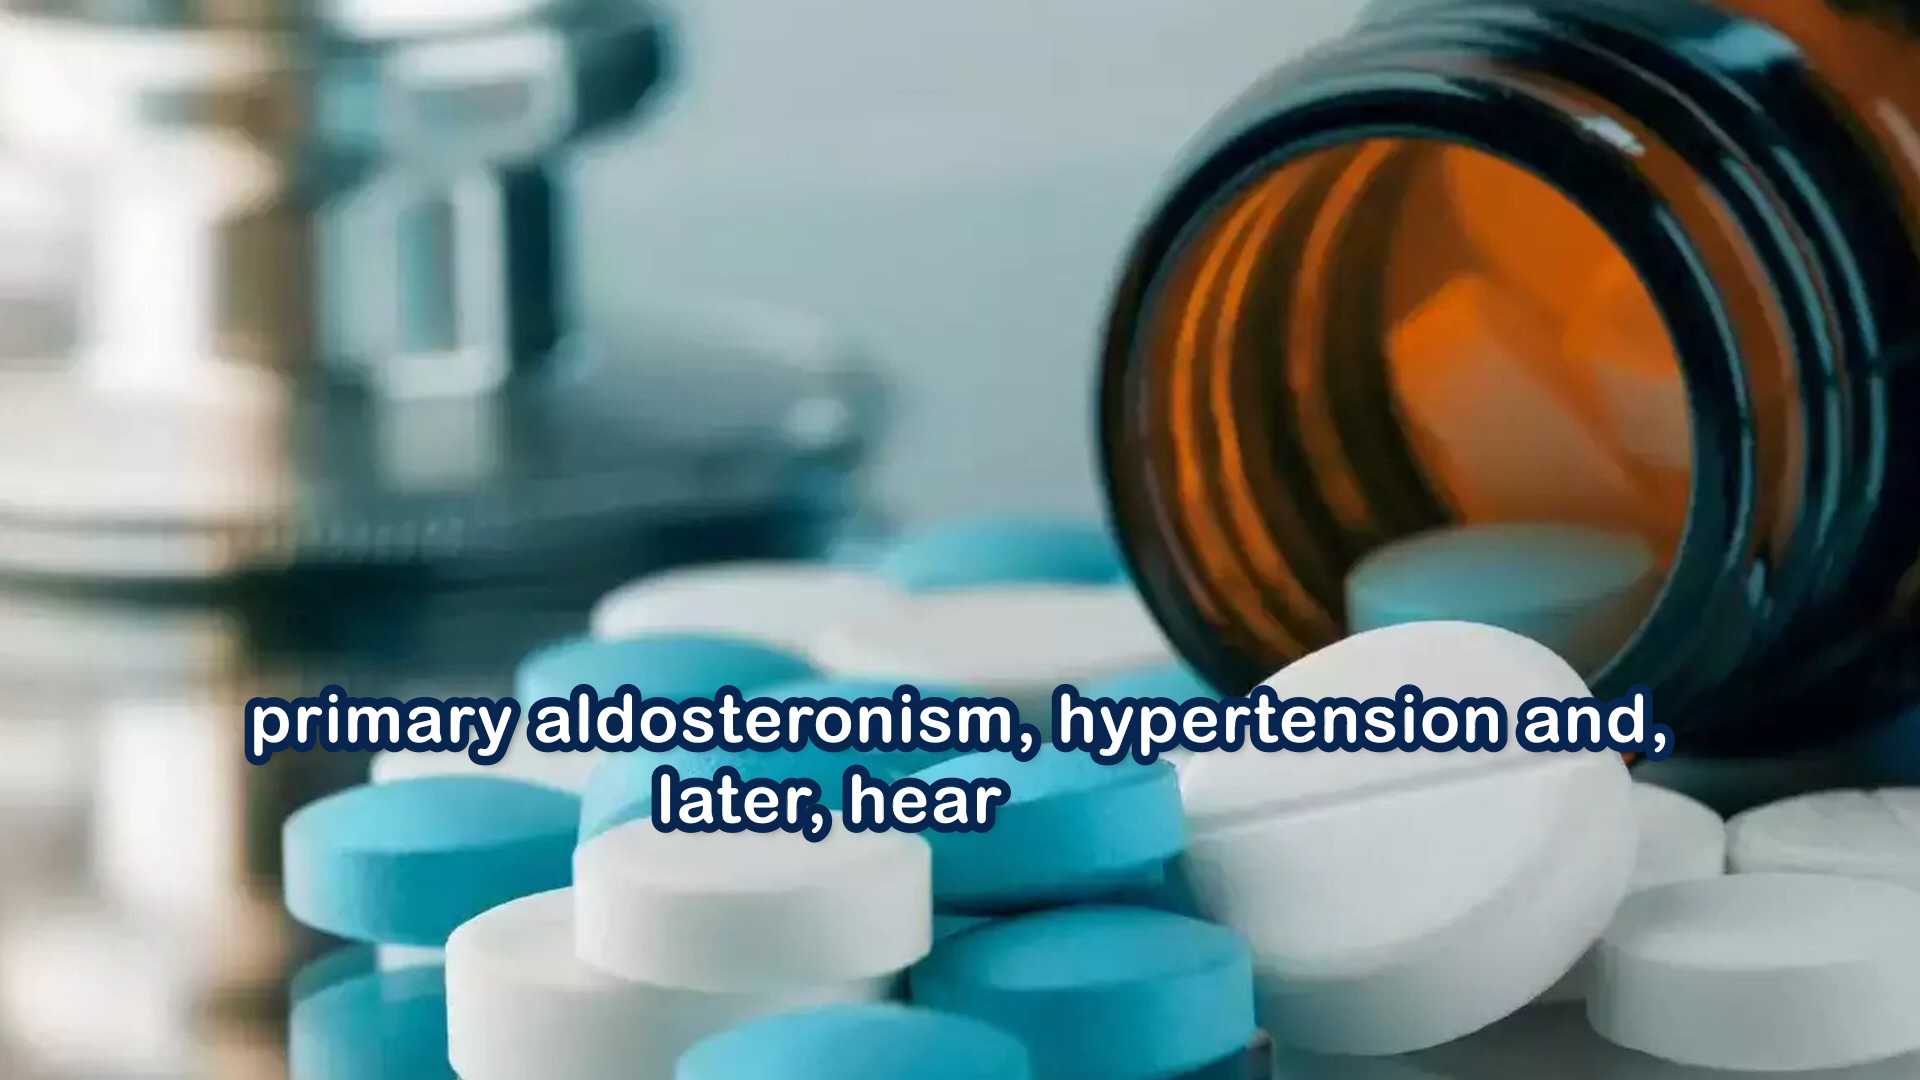 primary aldosteronism, hypertension and,
later, hear